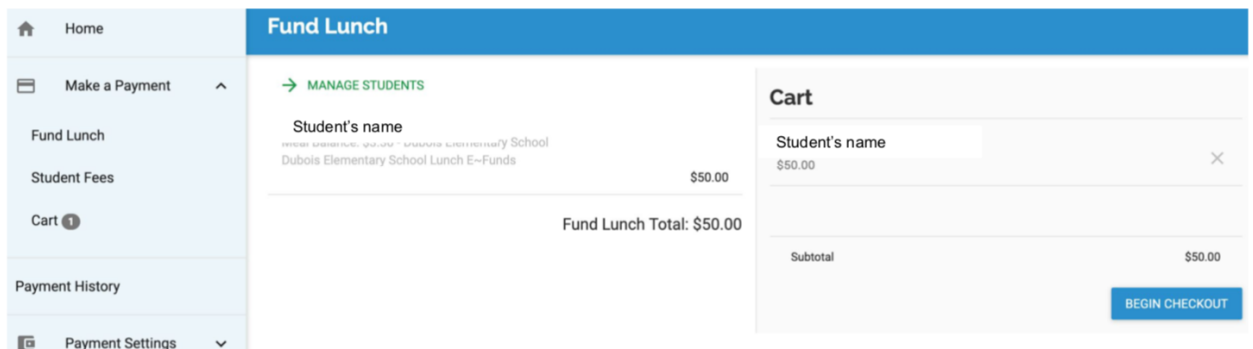 Home
Make a Payment
Fund Lunch
Student Fees
Cart 1
Payment History
Payment Settings
Fund Lunch
MANAGE STUDENTS
Student's name
Meal Balance: - Dubois Elementary School
Dubois Elementary School Lunch E~Funds
$50.00
Fund Lunch Total: $50.00
Cart
Student's name
$50.00
Subtotal $50.00
BEGIN CHECKOUT